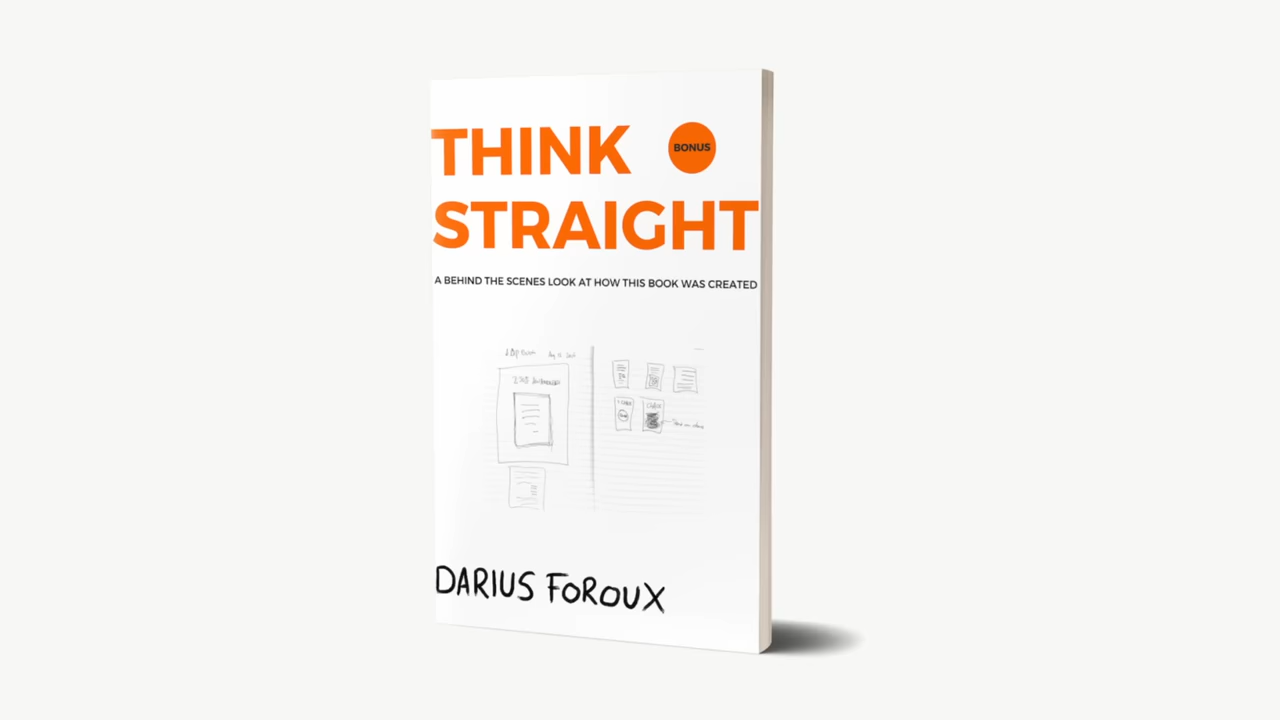 THINK
BONUS
STRAIGHT
A BEHIND THE SCENES LOOK AT HOW THIS BOOK WAS CREATED
DARIUS FOROUX